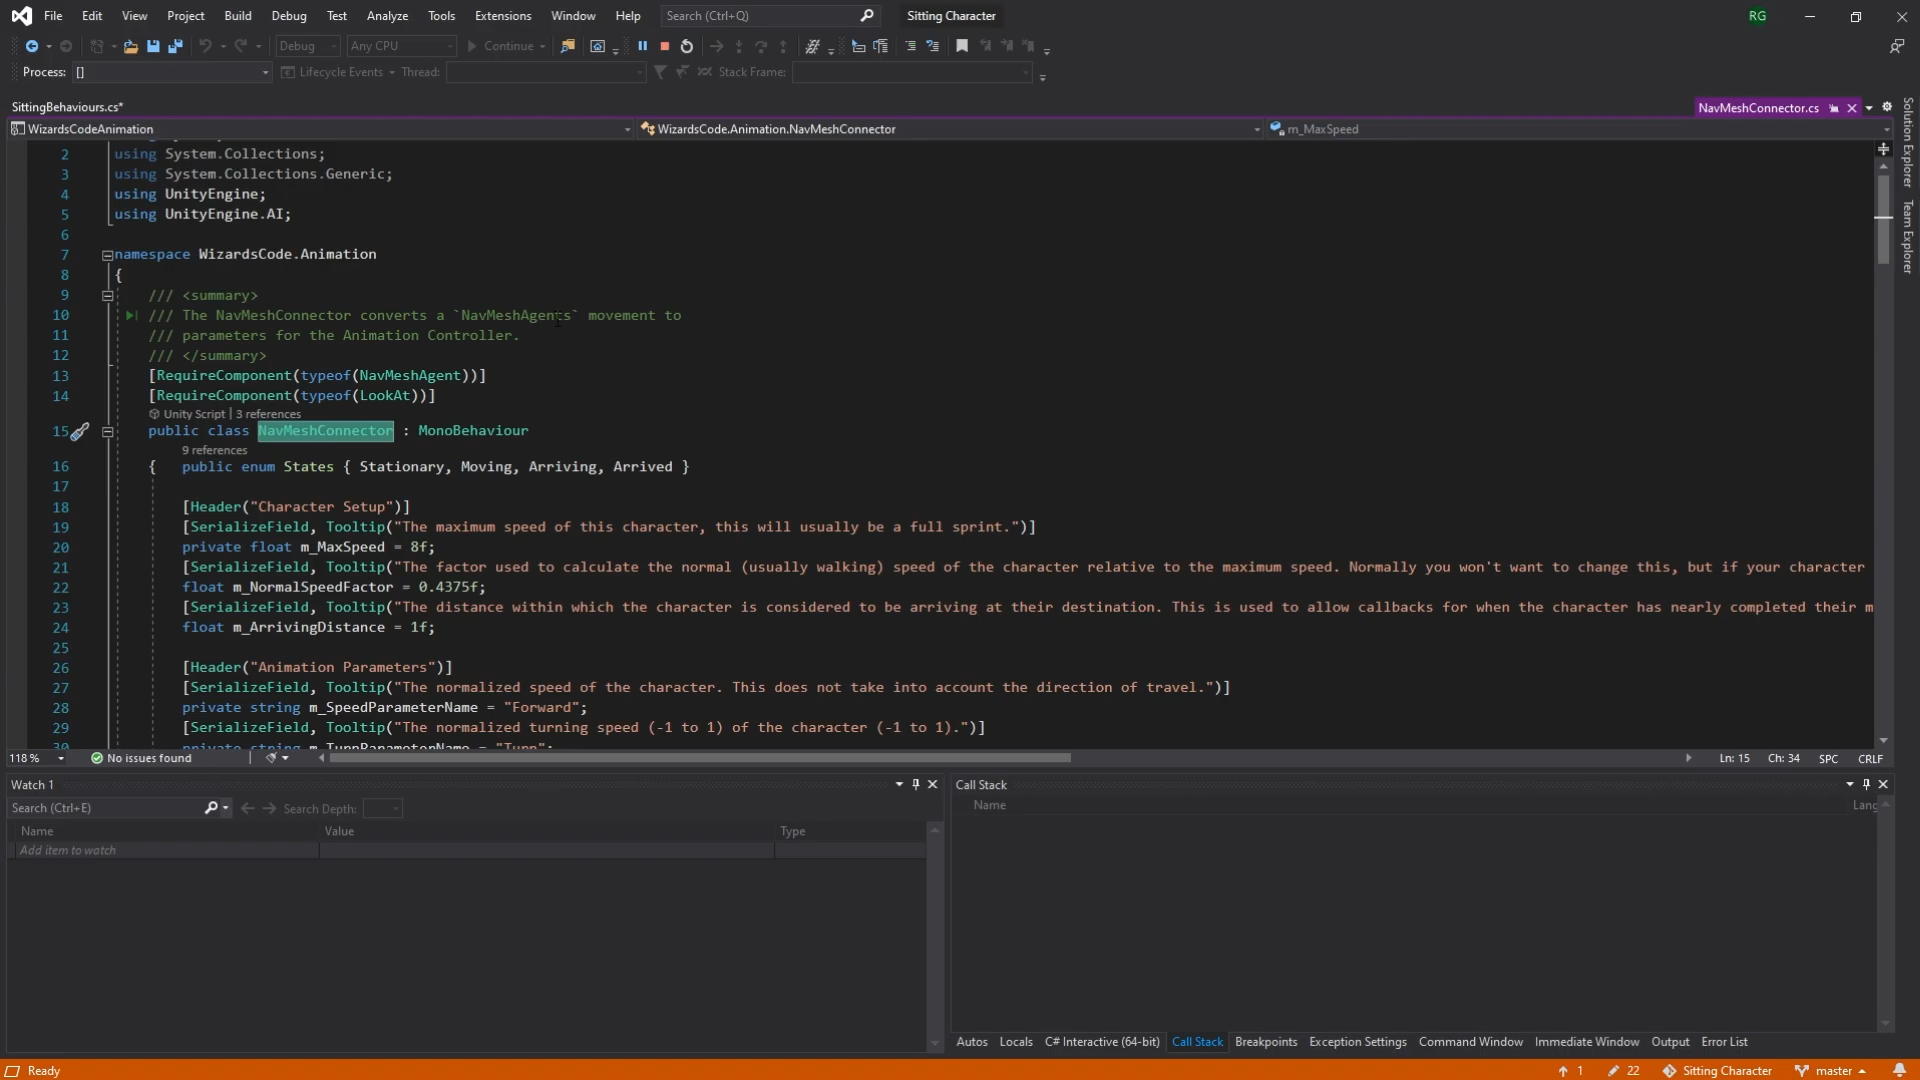 File Edit View Project Build Debug Test Analyze Tools Extensions Window Help Search (Ctrl+Q) Sitting Character RG
Debug Any CPU Continue
Process: [] Lifecycle Events Thread: Stack Frame:
SittingBehaviours.cs* NavMeshConnector.cs
WizardsCodeAnimation WizardsCode.Animation.NavMeshConnector m_MaxSpeed
2 using System.Collections;
3 using System.Collections.Generic;
4 using UnityEngine;
5 using UnityEngine.AI;
6
7 namespace WizardsCode.Animation
8 {
9 /// <summary>
10 /// The NavMeshConnector converts a `NavMeshAgents` movement to
11 /// parameters for the Animation Controller.
12 /// </summary>
13 [RequireComponent(typeof(NavMeshAgent))]
14 [RequireComponent(typeof(LookAt))]
Unity Script | 3 references
15 public class NavMeshConnector : MonoBehaviour
9 references
16 { public enum States { Stationary, Moving, Arriving, Arrived }
17
18 [Header("Character Setup")]
19 [SerializeField, Tooltip("The maximum speed of this character, this will usually be a full sprint.")]
20 private float m_MaxSpeed = 8f;
21 [SerializeField, Tooltip("The factor used to calculate the normal (usually walking) speed of the character relative to the maximum speed. Normally you won't want to change this, but if your character
22 float m_NormalSpeedFactor = 0.4375f;
23 [SerializeField, Tooltip("The distance within which the character is considered to be arriving at their destination. This is used to allow callbacks for when the character has nearly completed their m
24 float m_ArrivingDistance = 1f;
25
26 [Header("Animation Parameters")]
27 [SerializeField, Tooltip("The normalized speed of the character. This does not take into account the direction of travel.")]
28 private string m_SpeedParameterName = "Forward";
29 [SerializeField, Tooltip("The normalized turning speed (-1 to 1) of the character (-1 to 1).")]
30 private string m_TurnParameterName = "Turn";
118 % No issues found Ln: 15 Ch: 34 SPC CRLF
Solution Explorer
Team Explorer
Watch 1 Call Stack
Search (Ctrl+E) Search Depth: Name Lang
Name Value Type
Add item to watch
Autos Locals C# Interactive (64-bit) Call Stack Breakpoints Exception Settings Command Window Immediate Window Output Error List
Ready 1 22 Sitting Character master